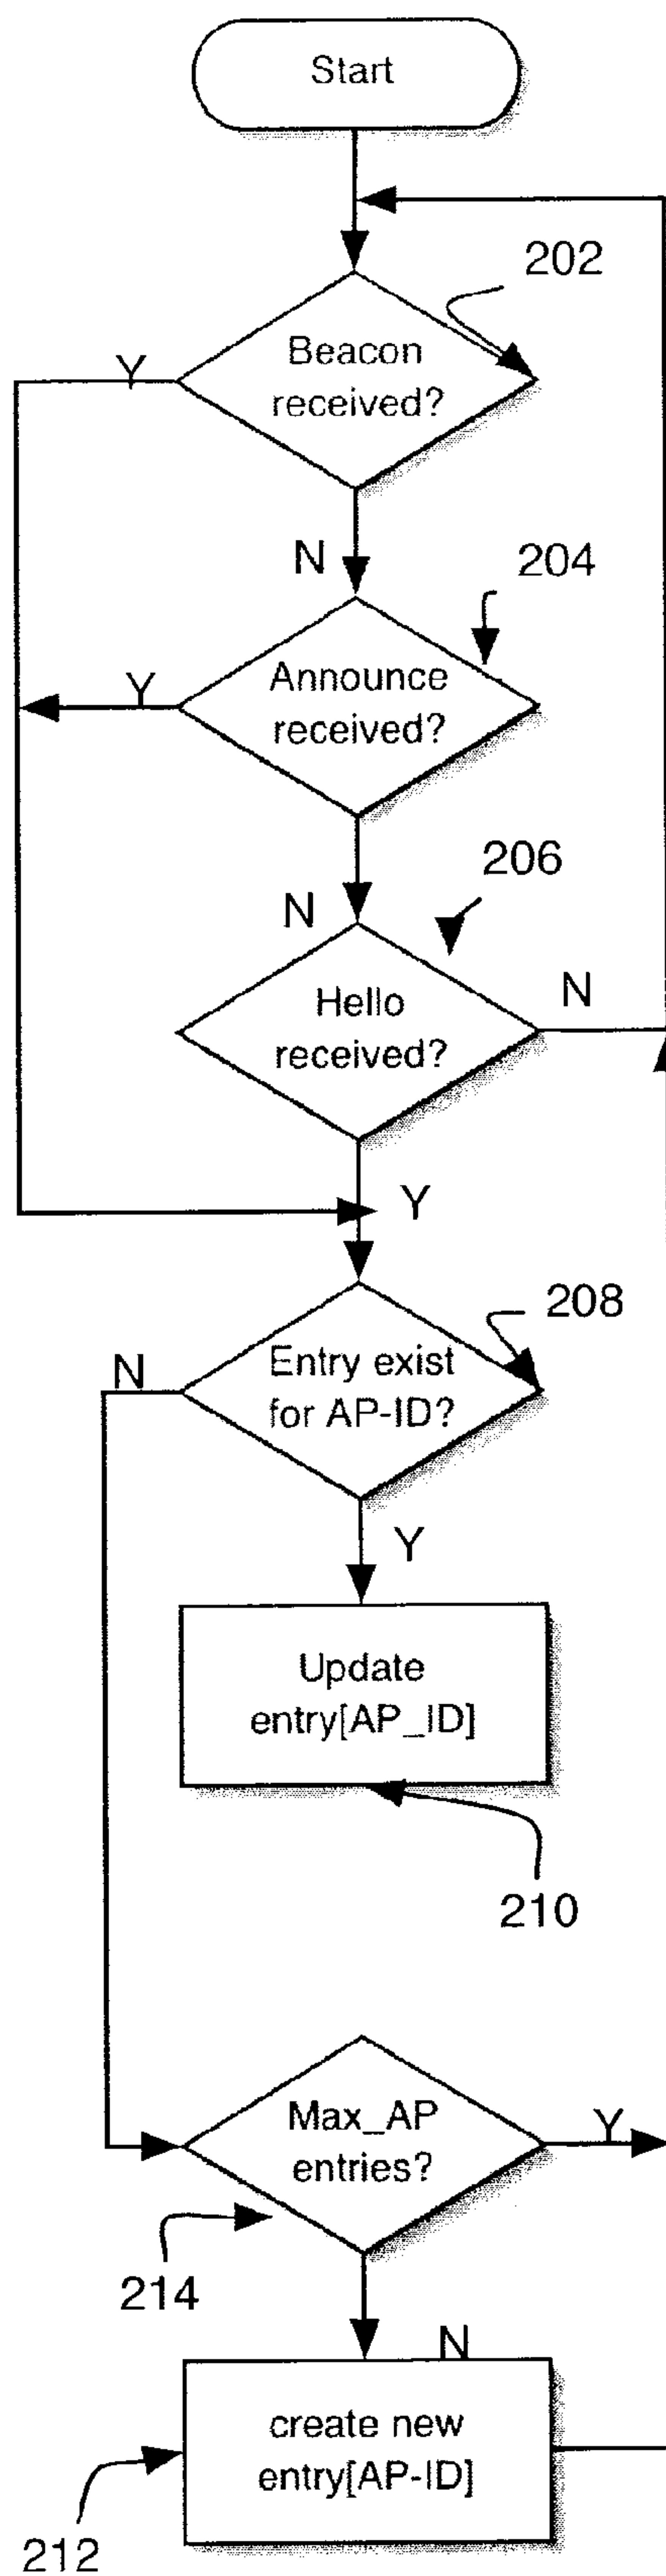 Start
202
Beacon
received?
Y
N
204
Announce
received?
Y
206
N
Hello
received?
N
Y
208
N
Entry exist
for AP-ID?
Y
Update
entry[AP_ID]
210
Max_AP
entries?
Y
214
N
create new
entry[AP-ID]
212